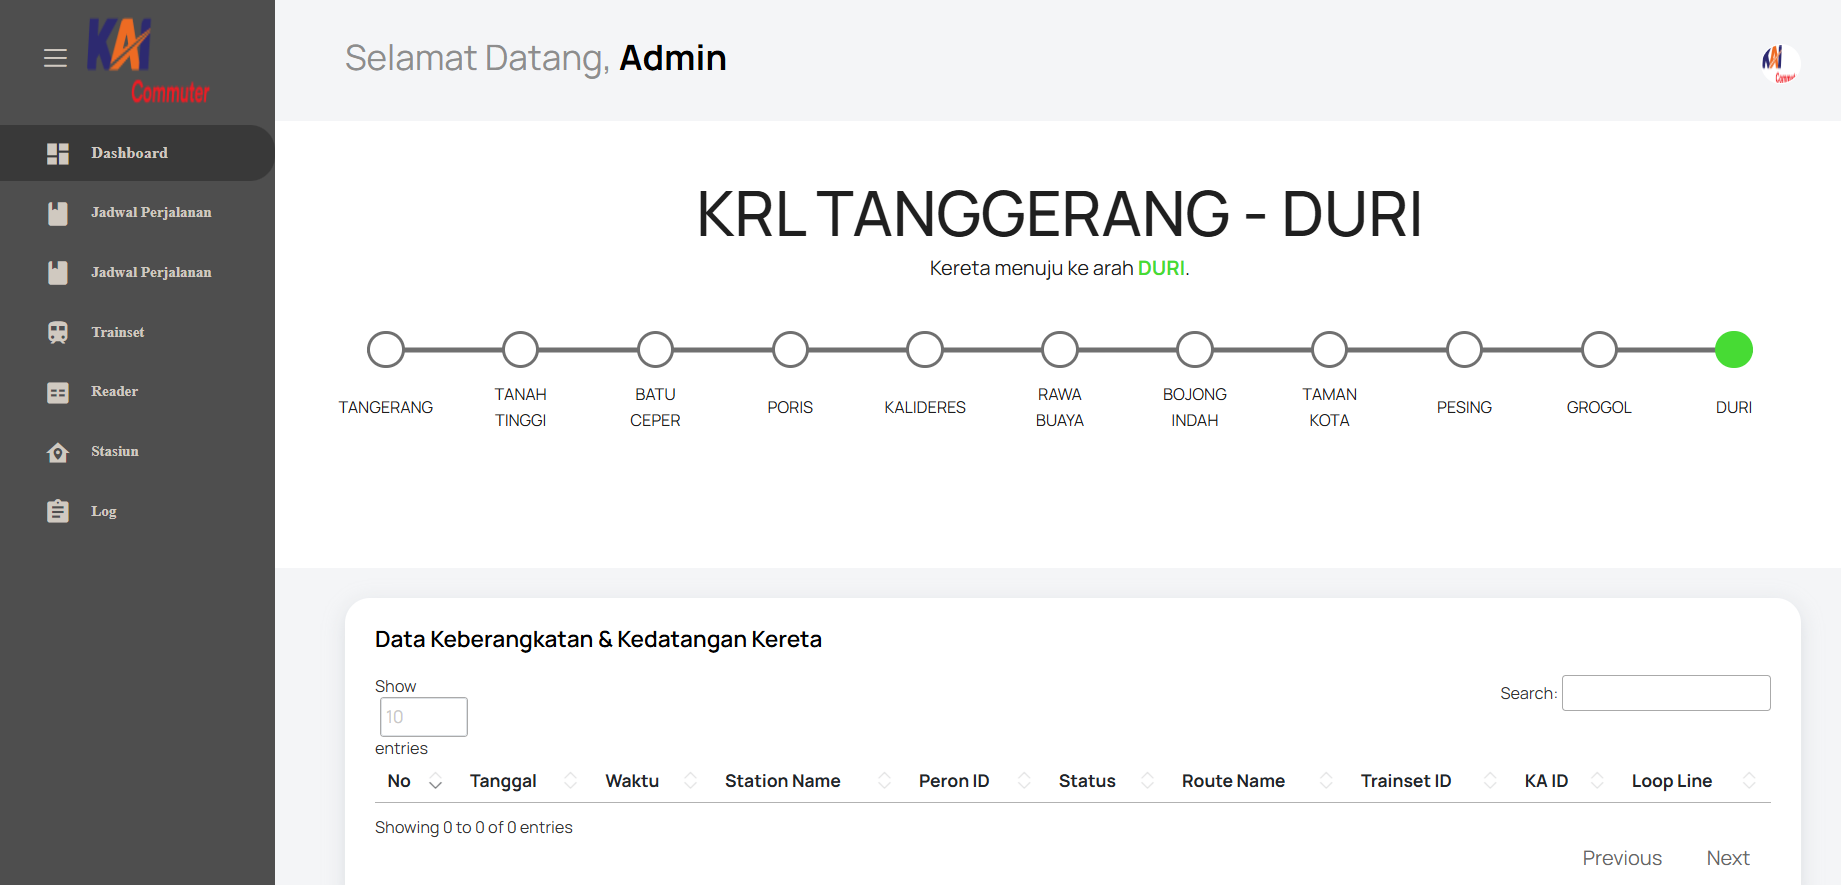 KAI
Commuter
Dashboard
Jadwal Perjalanan
Jadwal Perjalanan
Trainset
Reader
Stasiun
Log
Selamat Datang, Admin
KAI
Commuter
KRL TANGGERANG - DURI
Kereta menuju ke arah DURI.
TANGERANG
TANAH
TINGGI
BATU
CEPER
PORIS
KALIDERES
RAWA
BUAYA
BOJONG
INDAH
TAMAN
KOTA
PESING
GROGOL
DURI
Data Keberangkatan & Kedatangan Kereta
Show
10
entries
Search:
No Tanggal Waktu Station Name Peron ID Status Route Name Trainset ID KA ID Loop Line
Showing 0 to 0 of 0 entries
Previous Next